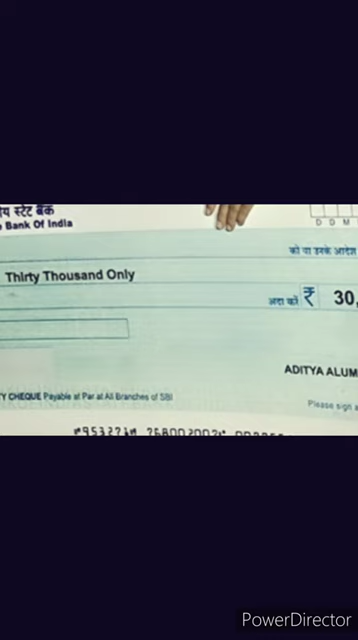 य स्टेट बैंक
Bank Of India
D D M
को या उनके आदेश
Thirty Thousand Only
अदा करें ₹ 30,
ADITYA ALUM
Y CHEQUE Payable at Par at All Branches of SBI
Please sign a
PowerDirector